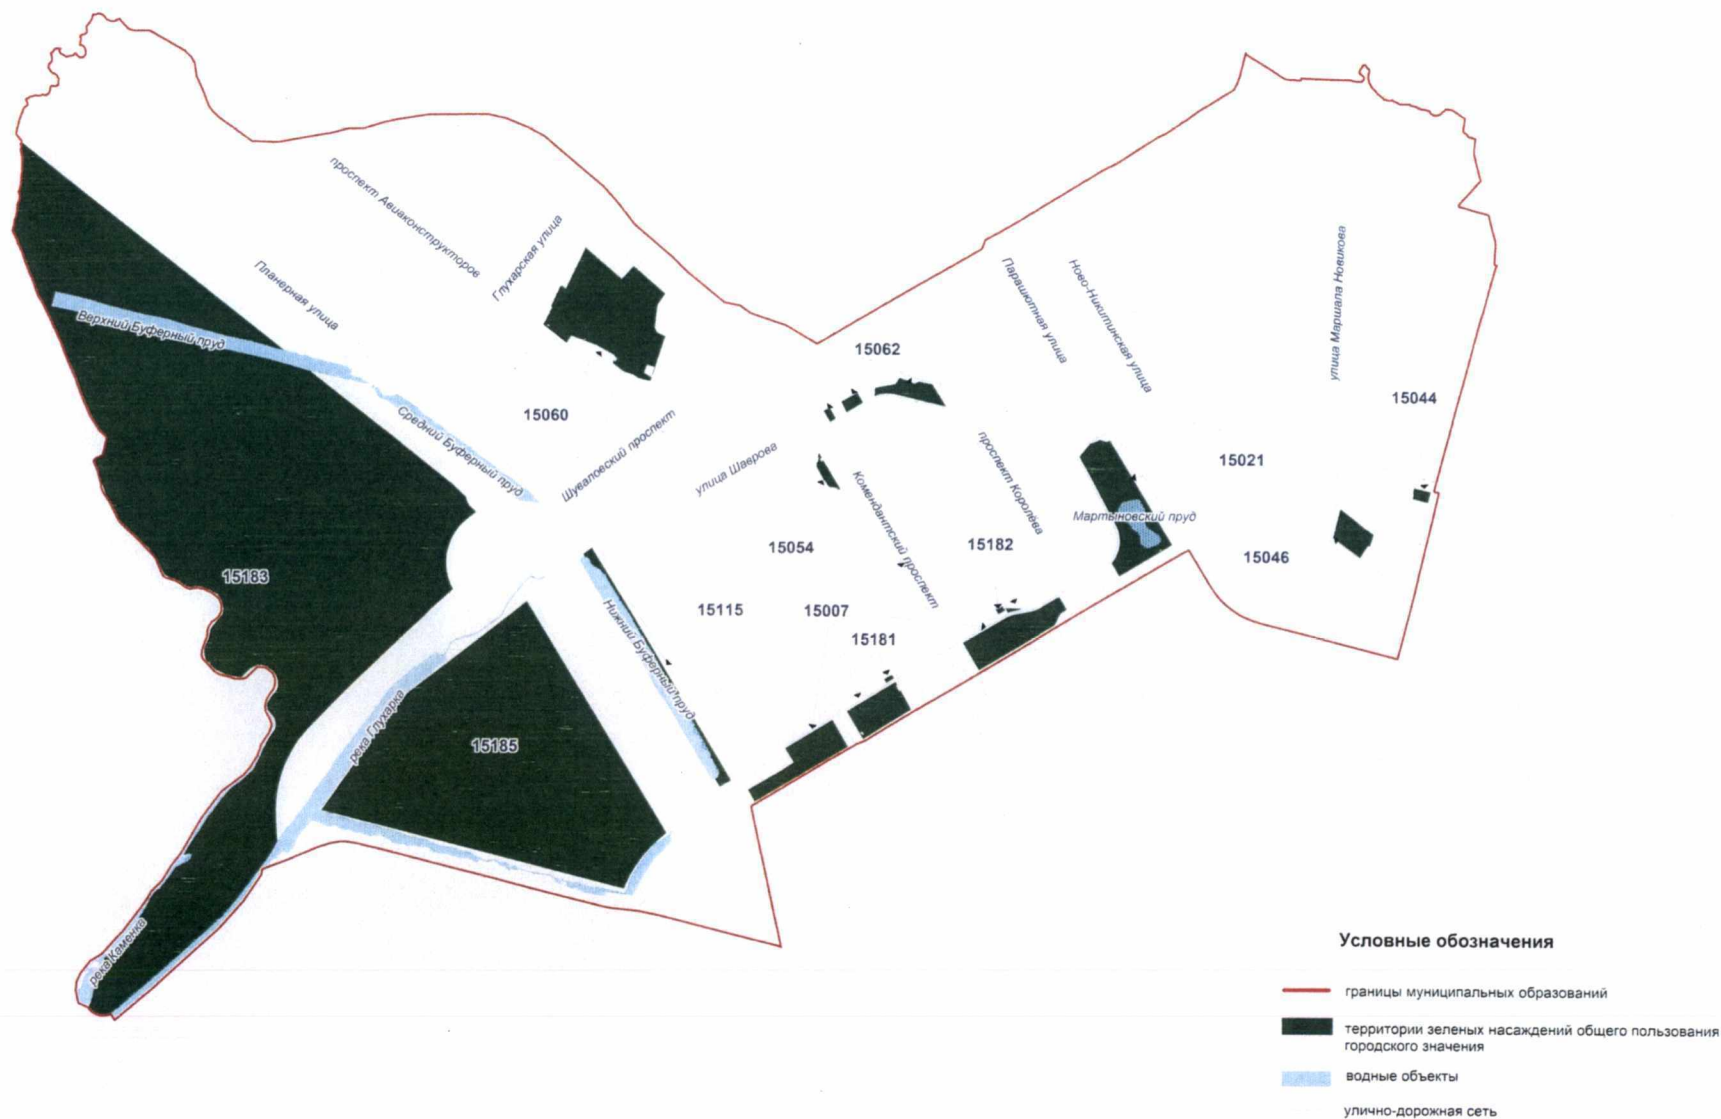 проспект Авиаконструкторов
Глухарская улица
Планерная улица
Верхний Буферный пруд
Средний Буферный пруд
15060
Шуваловский проспект
улица Шаврова
15062
Парашютная улица
Ново-Никитинская улица
улица Маршала Новикова
15044
15021
Комендантский проспект
проспект Королёва
Мартыновский пруд
15054
15182
15046
15183
15115
15007
15181
Нижний Буферный пруд
река Глухарка
15185
река Каменка
Условные обозначения
границы муниципальных образований
территории зеленых насаждений общего пользования
городского значения
водные объекты
улично-дорожная сеть